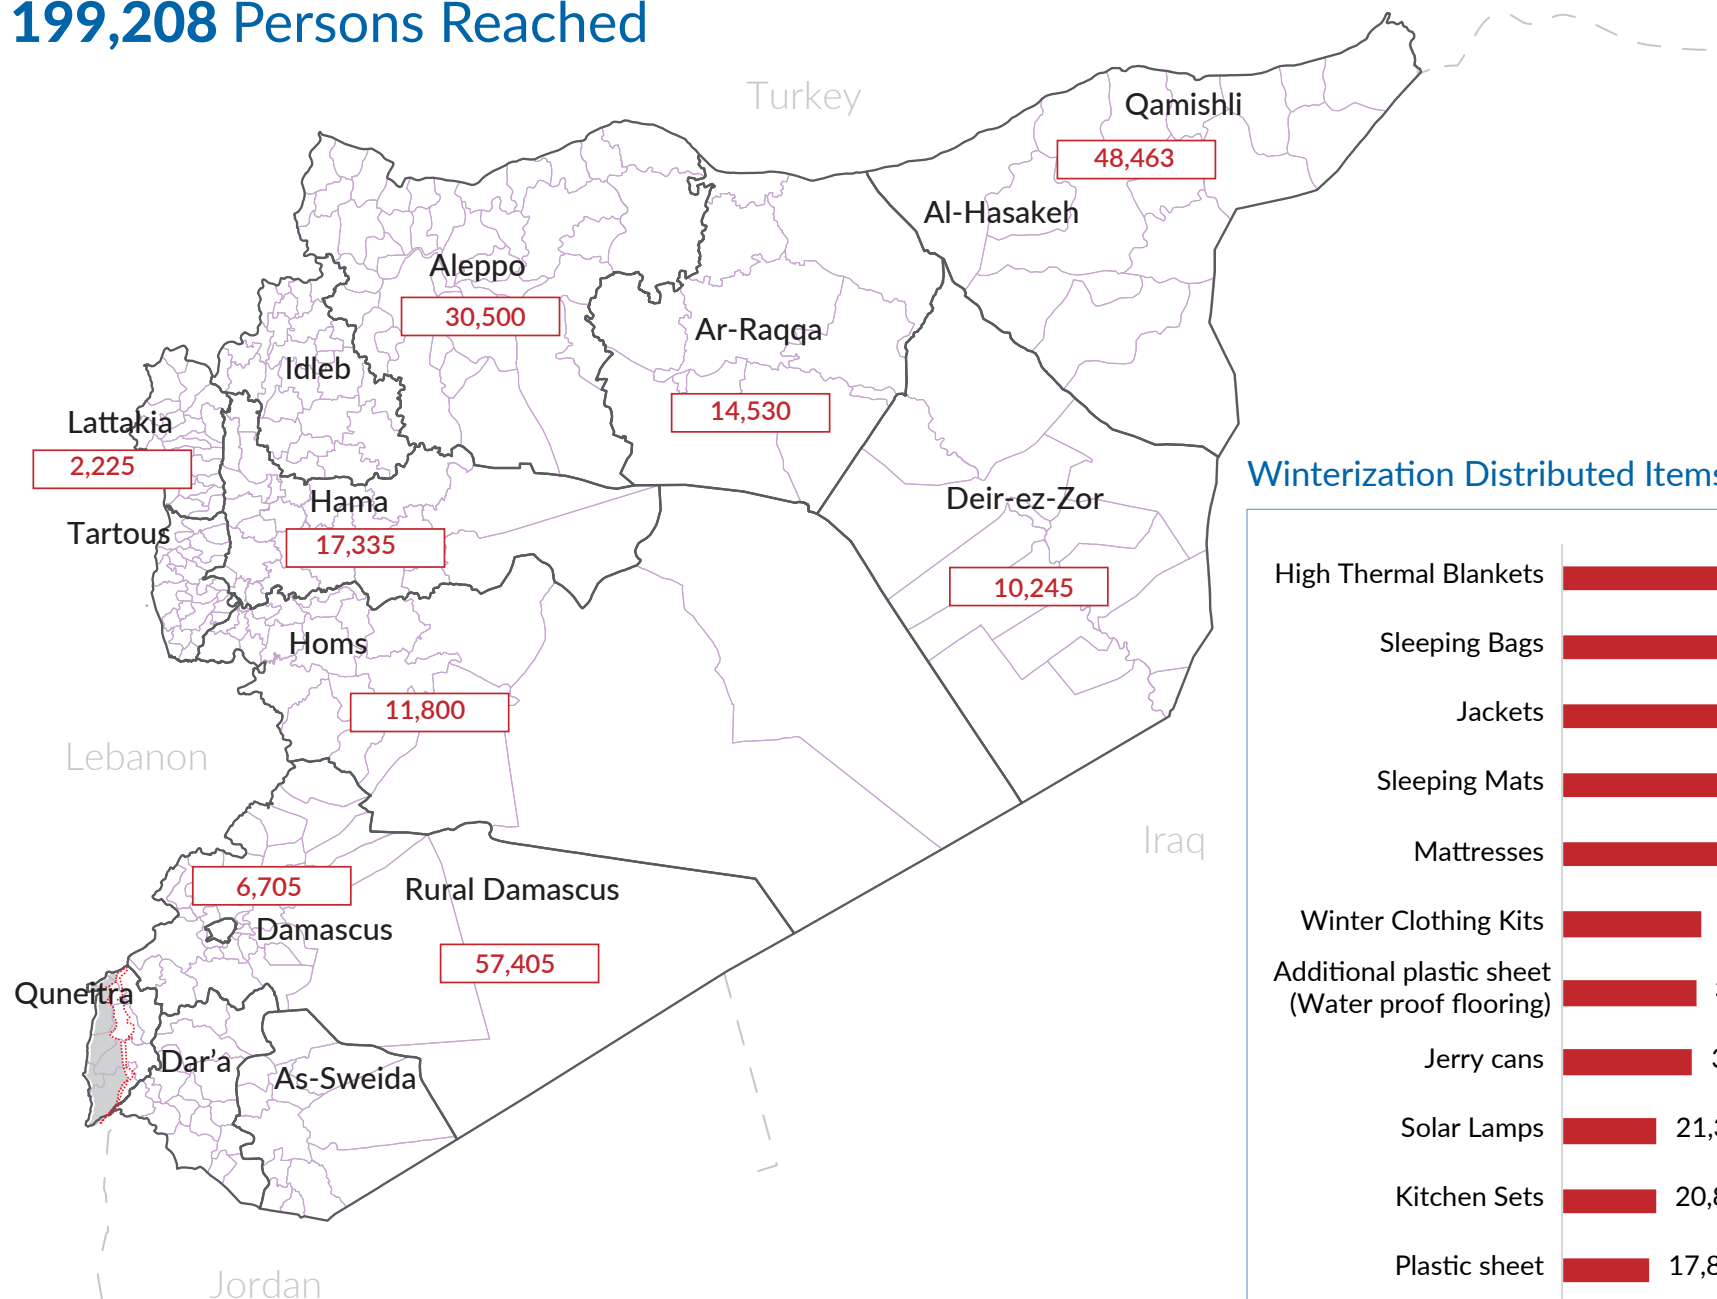 199,208 Persons Reached
Turkey
Qamishli
48,463
Al-Hasakeh
Aleppo
30,500
Ar-Raqqa
14,530
Idleb
Lattakia
2,225
Tartous
Hama
17,335
Deir-ez-Zor
10,245
Homs
11,800
Lebanon
Iraq
6,705
Rural Damascus
Damascus
57,405
Quneitra
Dar'a
As-Sweida
Jordan
Winterization Distributed Items
High Thermal Blankets
Sleeping Bags
Jackets
Sleeping Mats
Mattresses
Winter Clothing Kits
Additional plastic sheet
(Water proof flooring)
Jerry cans
Solar Lamps
Kitchen Sets
Plastic sheet